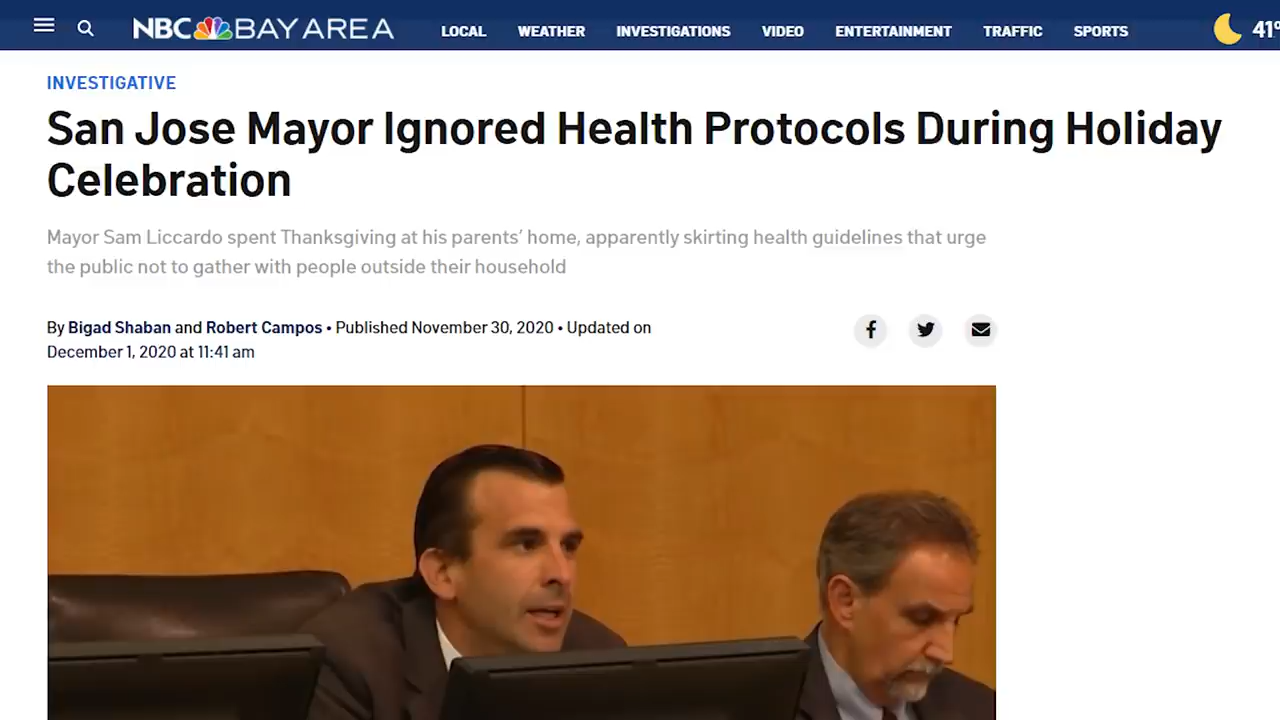 NBC BAY AREA LOCAL WEATHER INVESTIGATIONS VIDEO ENTERTAINMENT TRAFFIC SPORTS 41°
INVESTIGATIVE
San Jose Mayor Ignored Health Protocols During Holiday
Celebration
Mayor Sam Liccardo spent Thanksgiving at his parents’ home, apparently skirting health guidelines that urge
the public not to gather with people outside their household
By Bigad Shaban and Robert Campos • Published November 30, 2020 • Updated on
December 1, 2020 at 11:41 am